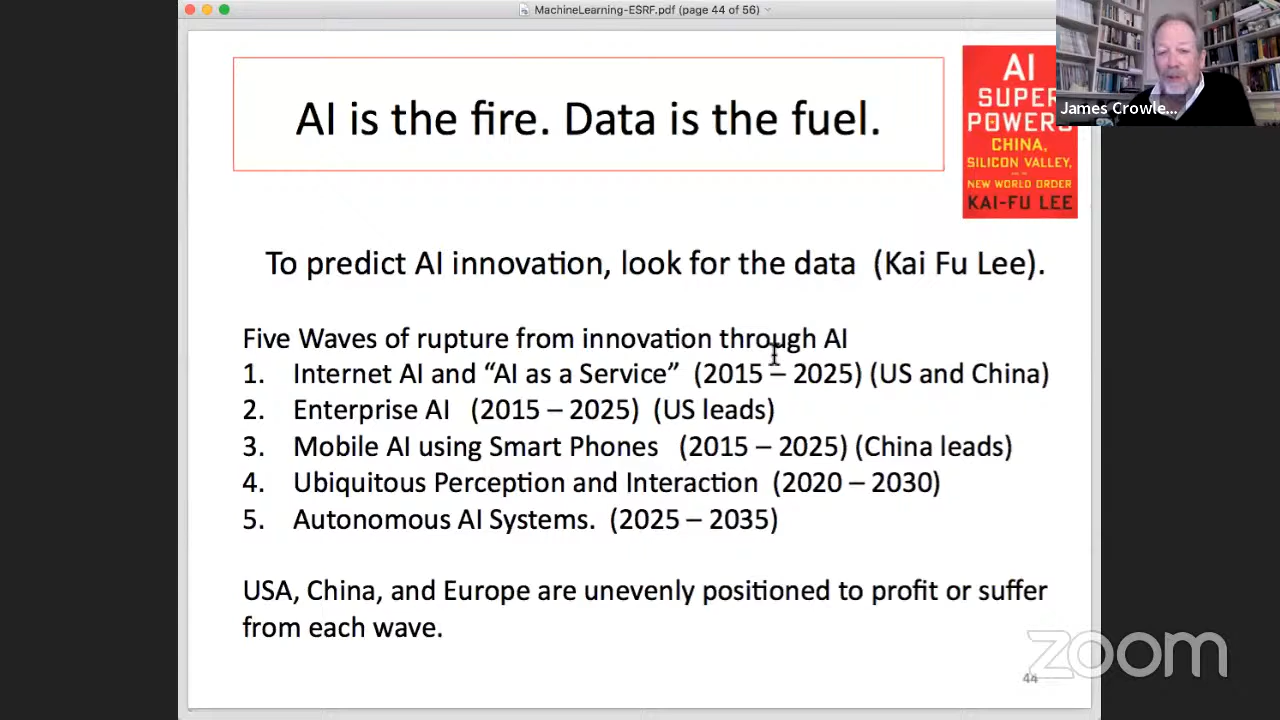 MachineLearning-ESRF.pdf (page 44 of 56)
AI is the fire. Data is the fuel.
AI
SUPER
POWERS
CHINA,
SILICON VALLEY,
NEW WORLD ORDER
KAI-FU LEE
James Crowle...
To predict AI innovation, look for the data (Kai Fu Lee).
Five Waves of rupture from innovation through AI
1. Internet AI and “AI as a Service” (2015 – 2025) (US and China)
2. Enterprise AI (2015 – 2025) (US leads)
3. Mobile AI using Smart Phones (2015 – 2025) (China leads)
4. Ubiquitous Perception and Interaction (2020 – 2030)
5. Autonomous AI Systems. (2025 – 2035)
USA, China, and Europe are unevenly positioned to profit or suffer
from each wave.
zoom
44